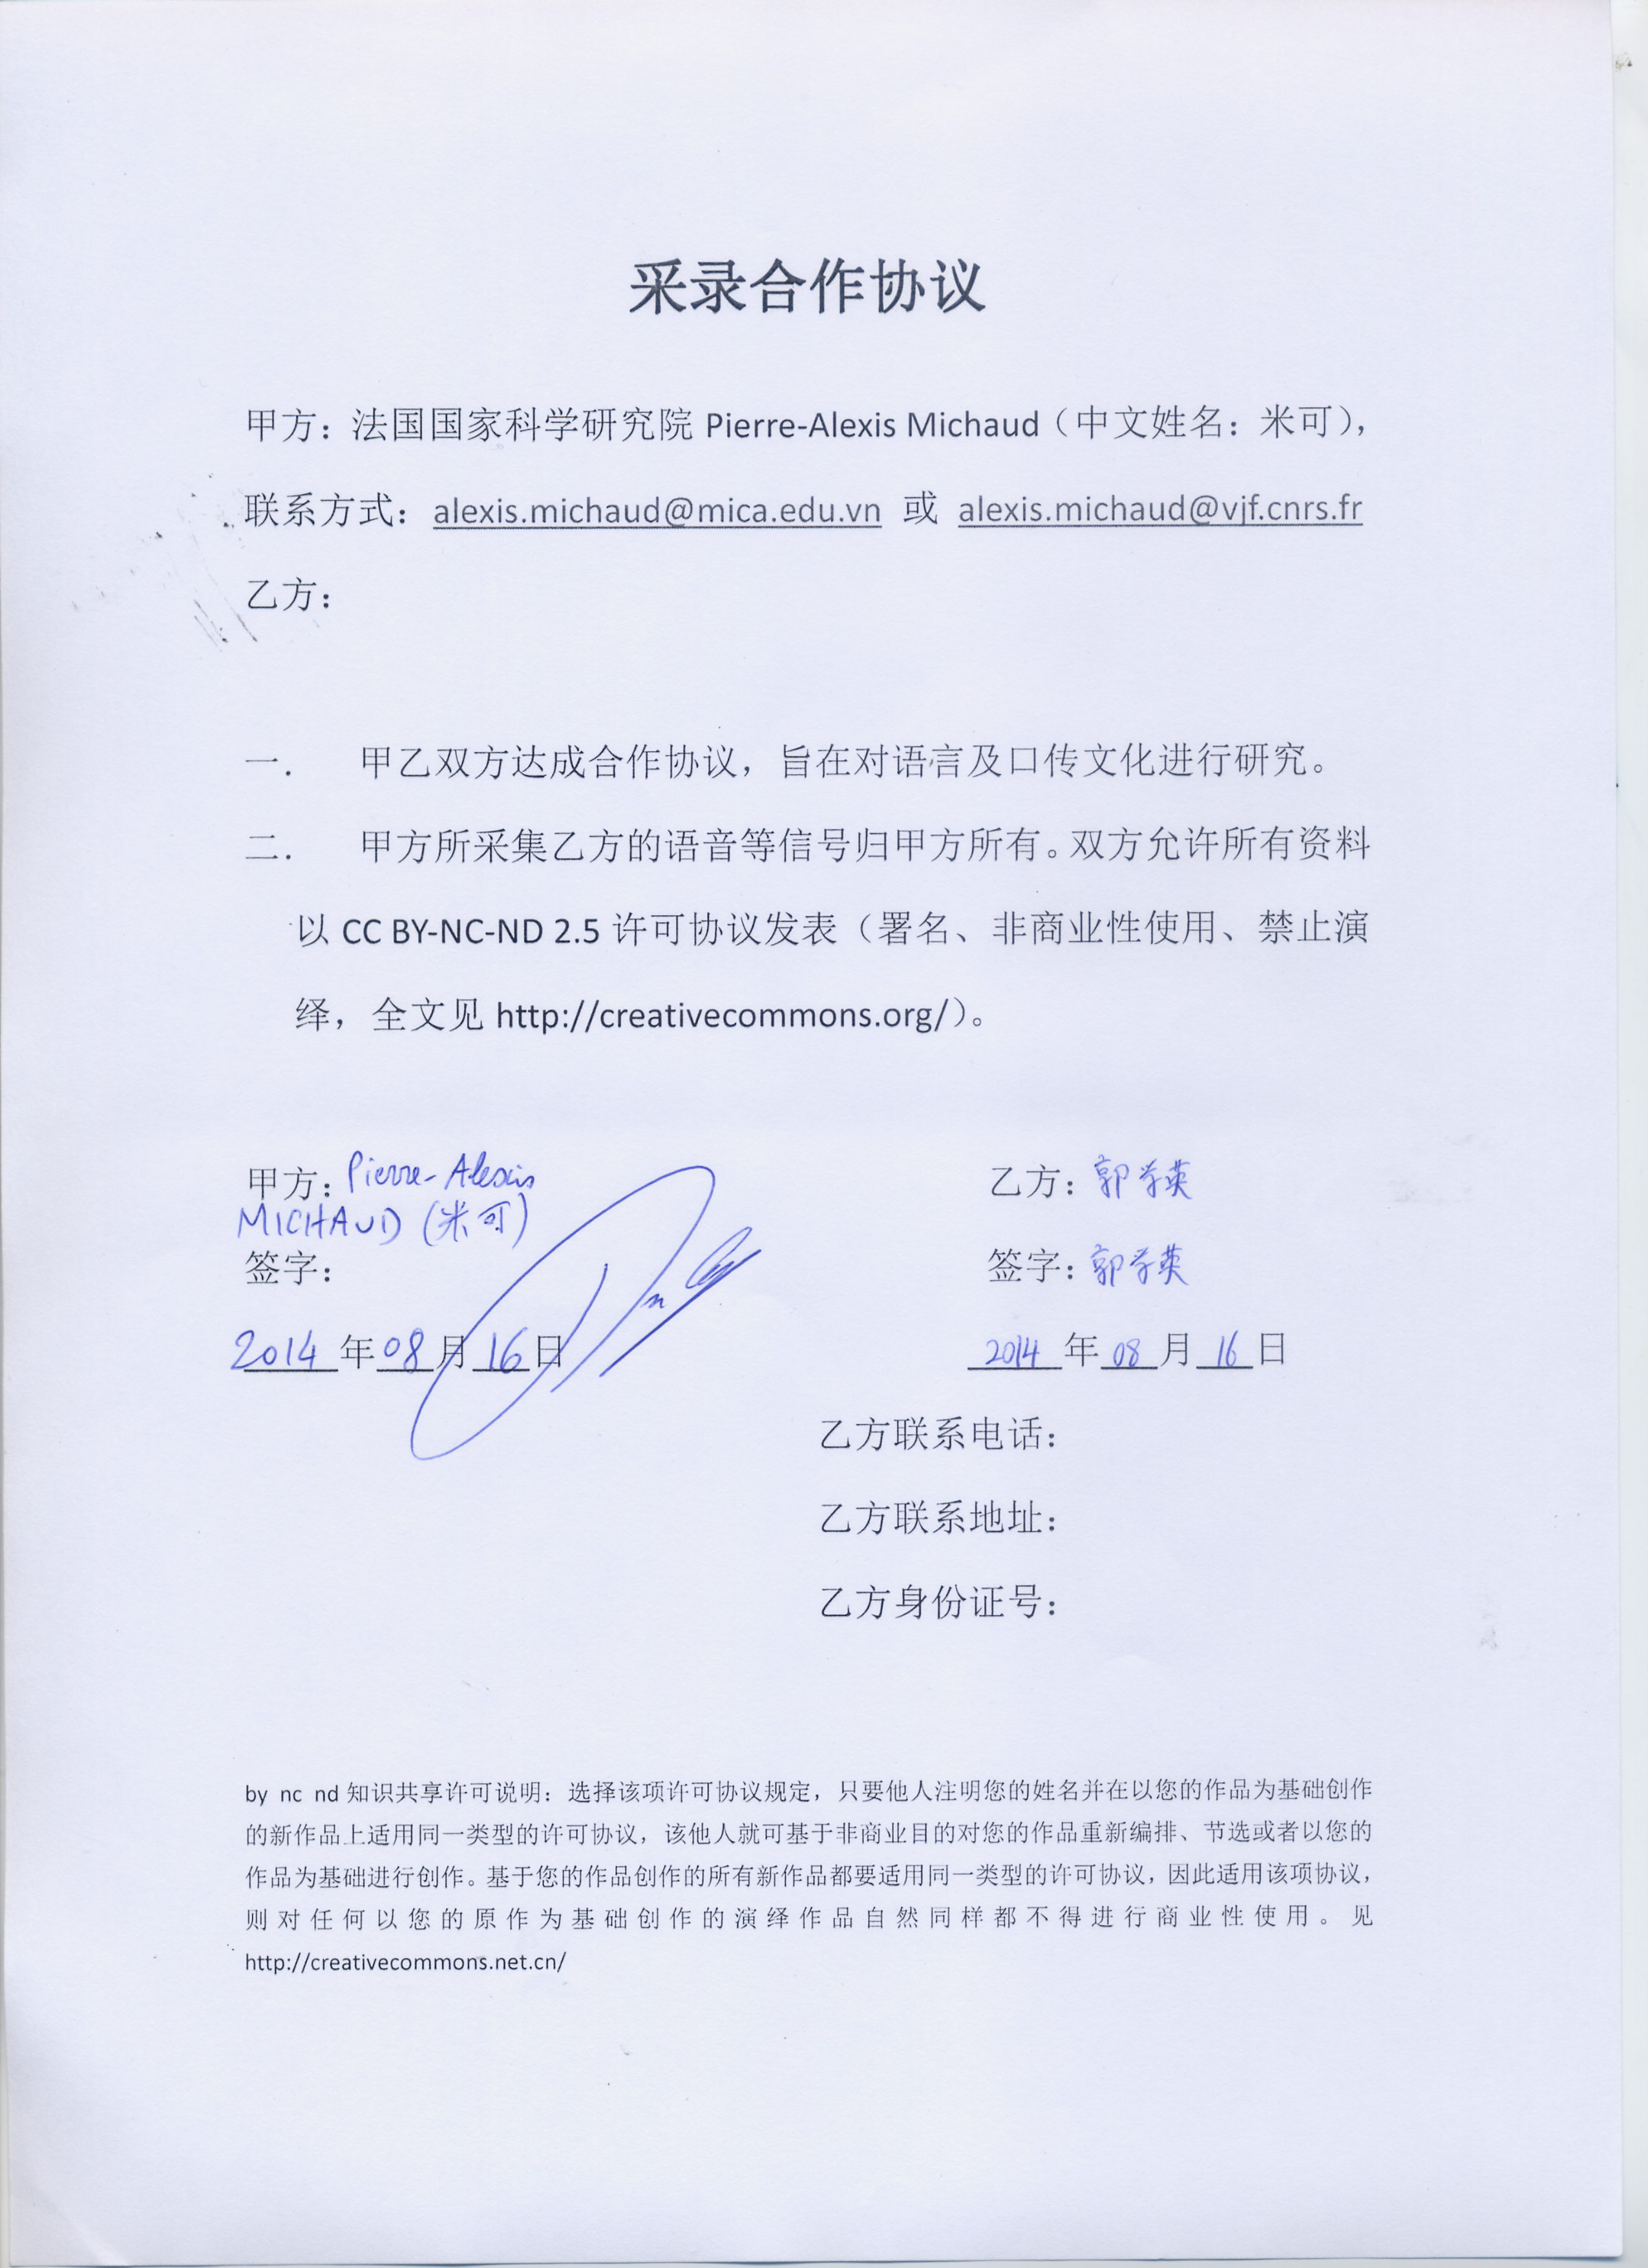 采录合作协议
甲方：法国国家科学研究院 Pierre-Alexis Michaud（中文姓名：米可），
联系方式：alexis.michaud@mica.edu.vn 或 alexis.michaud@vjf.cnrs.fr
乙方：
一． 甲乙双方达成合作协议，旨在对语言及口传文化进行研究。
二． 甲方所采集乙方的语音等信号归甲方所有。双方允许所有资料
以 CC BY-NC-ND 2.5 许可协议发表（署名、非商业性使用、禁止演
绎，全文见 http://creativecommons.org/）。
甲方：Pierre-Alexis
MICHAUD (米可)
签字：
2014 年 08 月 16 日
乙方：郭学英
签字：郭学英
2014 年 08 月 16 日
乙方联系电话：
乙方联系地址：
乙方身份证号：
by nc nd 知识共享许可说明：选择该项许可协议规定，只要他人注明您的姓名并在以您的作品为基础创作
的新作品上适用同一类型的许可协议，该他人就可基于非商业目的对您的作品重新编排、节选或者以您的
作品为基础进行创作。基于您的作品创作的所有新作品都要适用同一类型的许可协议，因此适用该项协议，
则对任何以您的原作为基础创作的演绎作品自然同样都不得进行商业性使用。见
http://creativecommons.net.cn/